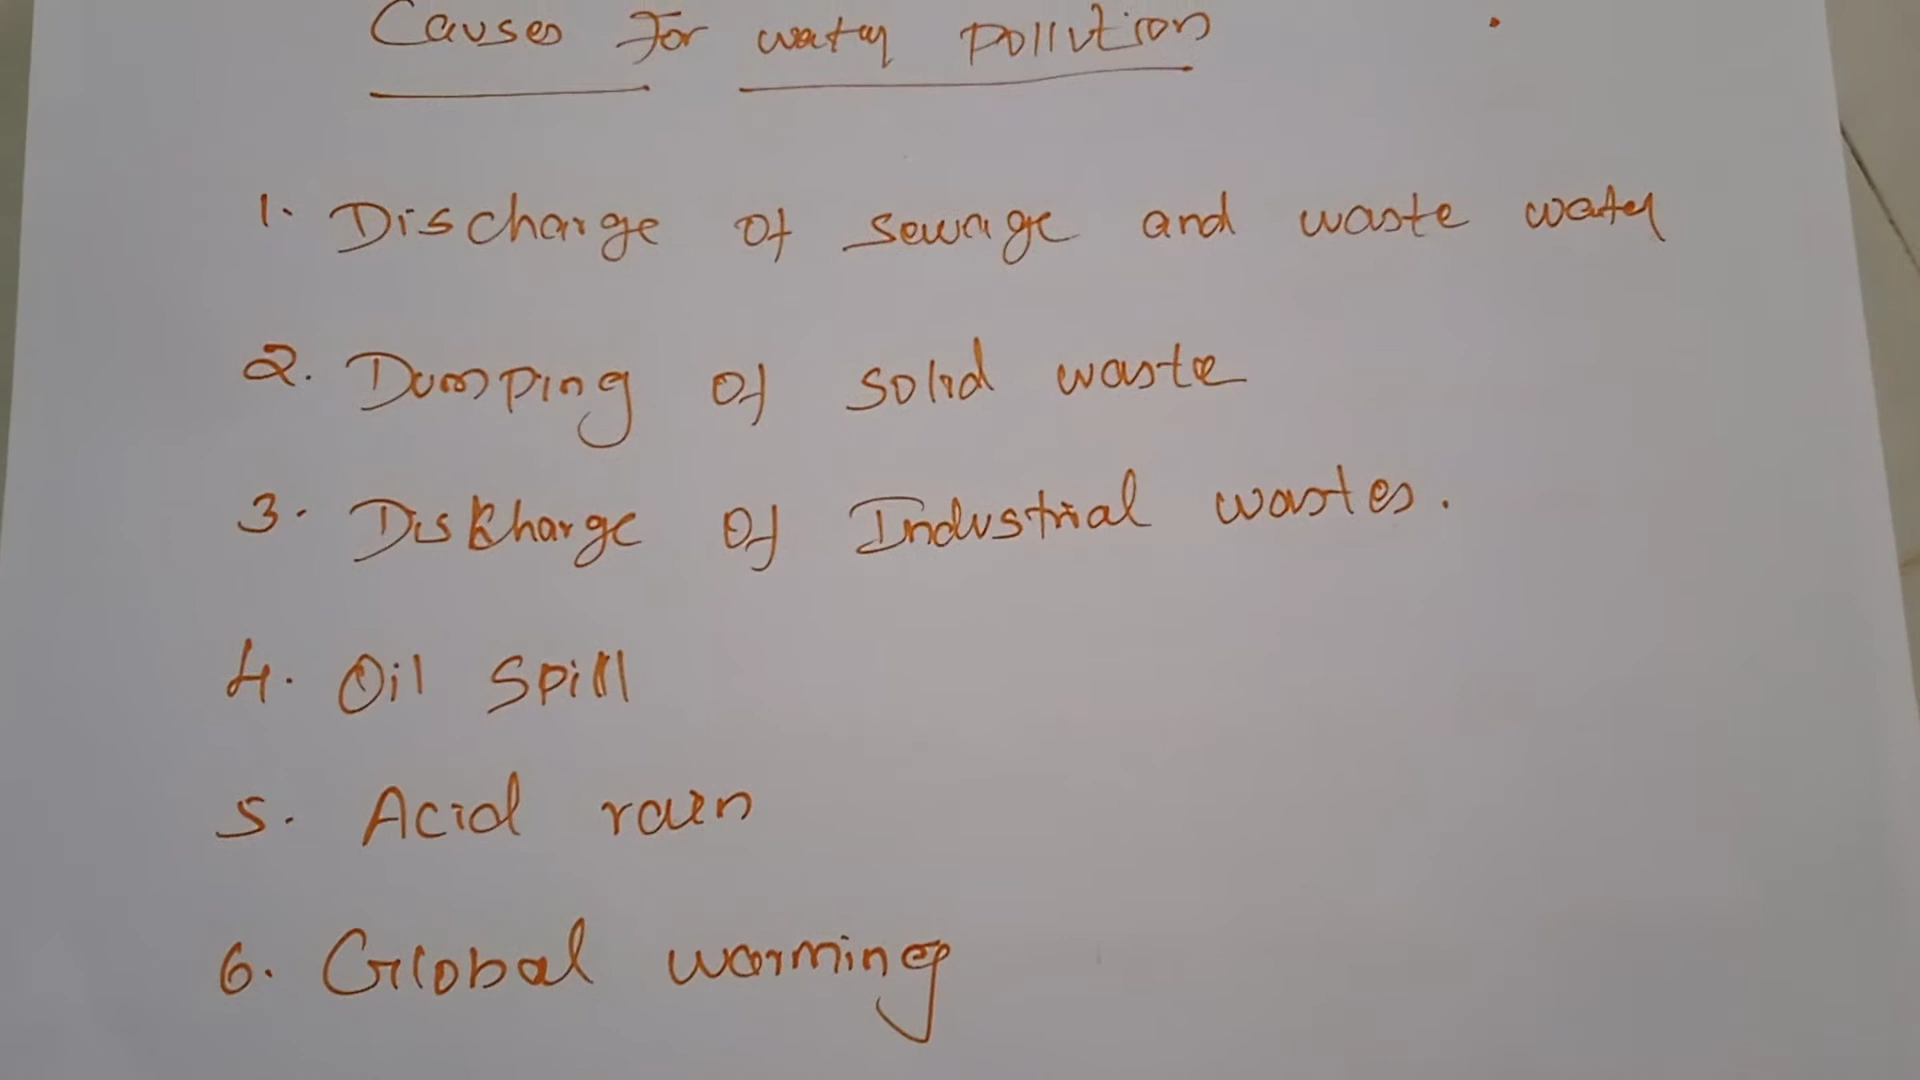 Causes For water pollution
1. Discharge of sewage and waste water
2. Dumping of solid waste
3. Discharge of Industrial wastes.
4. Oil Spill
5. Acid rain
6. Global warming